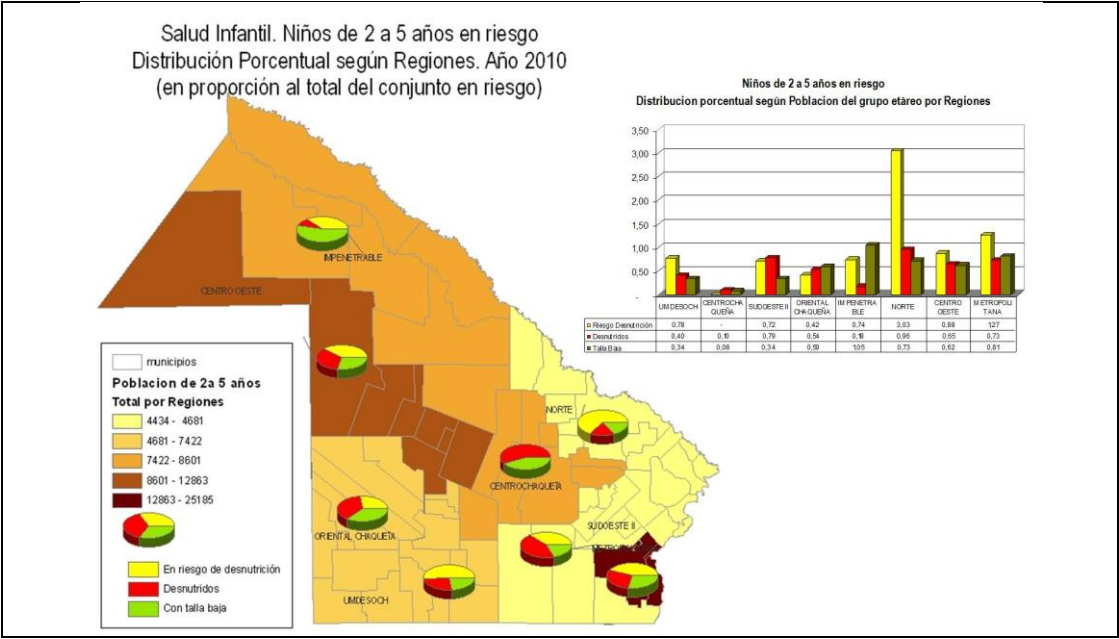 Salud Infantil. Niños de 2 a 5 años en riesgo
Distribución Porcentual según Regiones. Año 2010
(en proporción al total del conjunto en riesgo)
Niños de 2 a 5 años en riesgo
Distribucion porcentual según Poblacion del grupo etáreo por Regiones
3,50
3,00
2,50
2,00
1,50
1,00
0,50
-
UMDESOCH CENTROCHA QUEÑA SUDOESTE II ORIENTAL CHAQUEÑA IMPENETRA BLE NORTE CENTRO OESTE METROPOLI TANA
Riesgo Desnutrición 0,78 - 0,72 0,42 0,74 3,03 0,88 1,27
Desnutridos 0,40 0,10 0,79 0,54 0,18 0,96 0,65 0,73
Talla Baja 0,34 0,08 0,34 0,59 1,05 0,73 0,62 0,81
IMPENETRABLE
CENTRO OESTE
NORTE
CENTROCHAQUEÑA
SUDOESTE II
ORIENTAL CHAQUEÑA
UMDESOCH
municipios
Poblacion de 2a 5 años
Total por Regiones
4434 - 4681
4681 - 7422
7422 - 8601
8601 - 12863
12863 - 25185
En riesgo de desnutrición
Desnutridos
Con talla baja